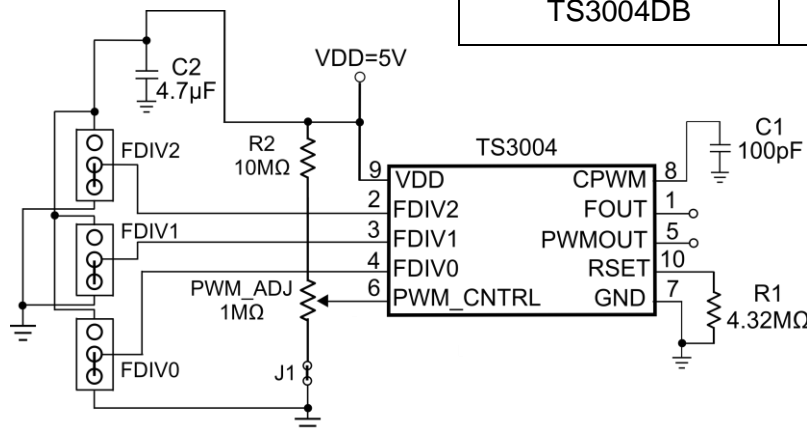 TS3004DB
C2
4.7µF
VDD=5V
FDIV2
R2
10MΩ
TS3004
C1
100pF
9
VDD
CPWM
8
2
FDIV2
FOUT
1
FDIV1
3
FDIV1
PWMOUT
5
4
FDIV0
RSET
10
PWM_ADJ
1MΩ
6
PWM_CNTRL
GND
7
R1
4.32MΩ
FDIV0
J1